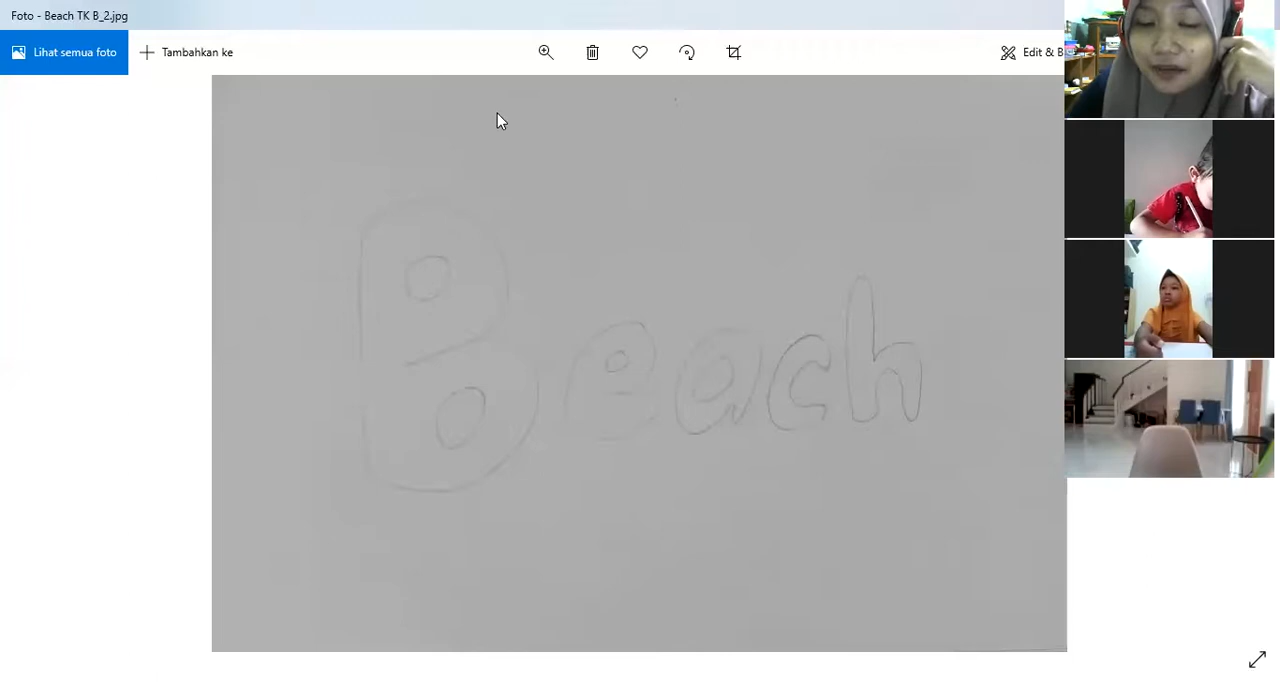 Foto - Beach TK B_2.jpg
Lihat semua foto
Tambahkan ke
Edit & B
Beach